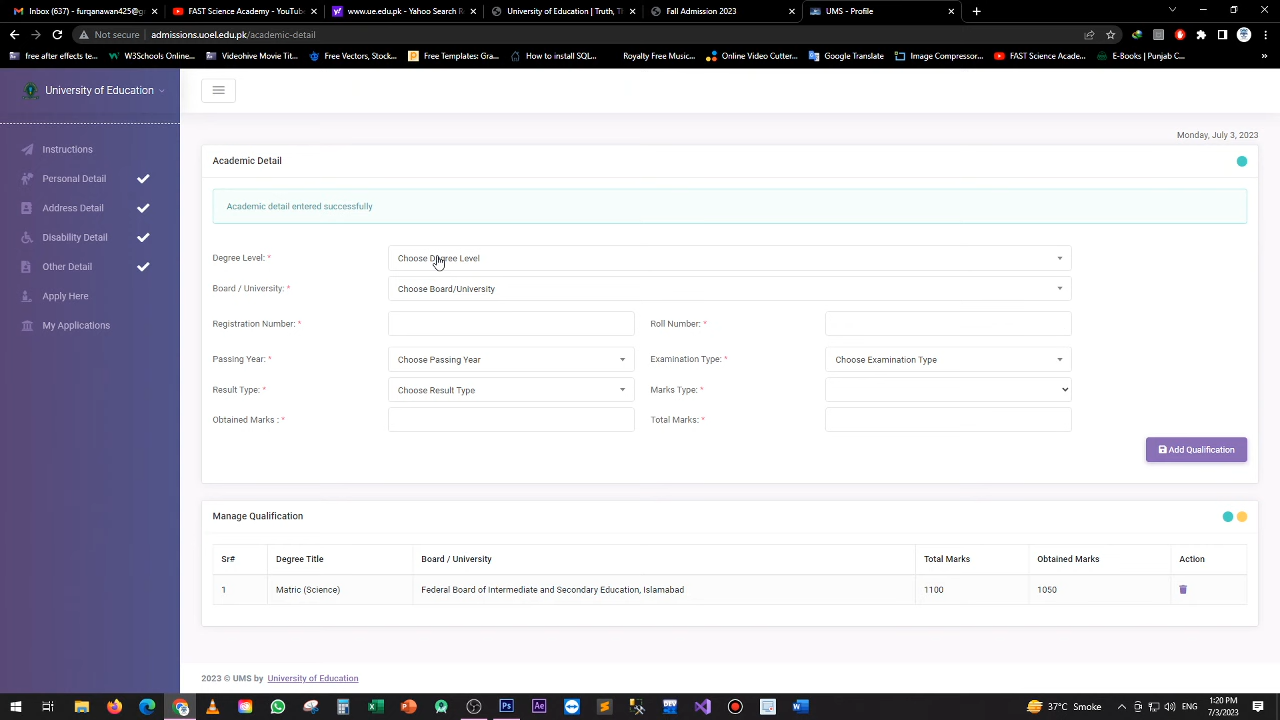 Inbox (637) - furqanawan425@gm
FAST Science Academy - YouTube
www.ue.edu.pk - Yahoo Search R
University of Education | Truth, T
Fall Admission 2023
UMS - Profile
Not secure | admissions.uoel.edu.pk/academic-detail
free after effects te...
W3Schools Online...
Videohive Movie Tit...
Free Vectors, Stock...
Free Templates: Gra...
How to install SQL...
Royalty Free Music...
Online Video Cutter...
Google Translate
Image Compressor...
FAST Science Acade...
E-Books | Punjab C...
University of Education
Monday, July 3, 2023
Instructions
Personal Detail
Address Detail
Disability Detail
Other Detail
Apply Here
My Applications
Academic Detail
Academic detail entered successfully
Degree Level: * Choose Degree Level
Board / University: * Choose Board/University
Registration Number: * Roll Number: *
Passing Year: * Choose Passing Year Examination Type: * Choose Examination Type
Result Type: * Choose Result Type Marks Type: *
Obtained Marks : * Total Marks: *
Add Qualification
Manage Qualification
Sr# Degree Title Board / University Total Marks Obtained Marks Action
1 Matric (Science) Federal Board of Intermediate and Secondary Education, Islamabad 1100 1050
2023 © UMS by University of Education
37°C Smoke
1:20 PM
7/3/2023